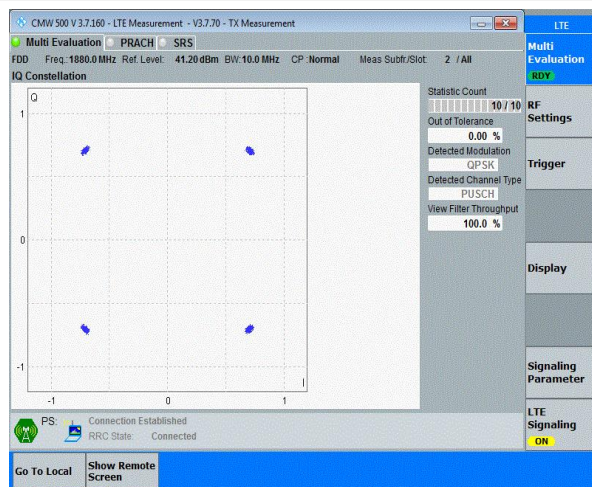 CMW 500 V 3.7.160 - LTE Measurement - V3.7.70 - TX Measurement
LTE
Multi Evaluation PRACH SRS
FDD Freq.:1880.0 MHz Ref. Level: 41.20 dBm BW:10.0 MHz CP :Normal Meas Subfr./Slot: 2 / All
IQ Constellation
Q
1
0
-1
-1 0 1
I
Statistic Count
10 / 10
Out of Tolerance
0.00 %
Detected Modulation
QPSK
Detected Channel Type
PUSCH
View Filter Throughput
100.0 %
Multi
Evaluation
RDY
RF
Settings
Trigger
Display
Signaling
Parameter
LTE
Signaling
ON
PS: Connection Established
RRC State: Connected
Go To Local
Show Remote
Screen